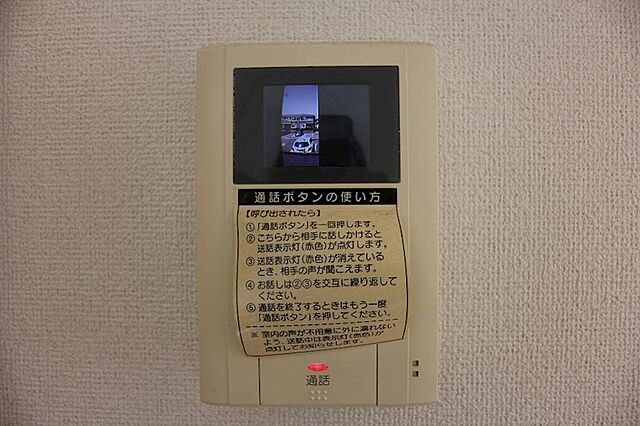 通話ボタンの使い方
【呼び出されたら】
①「通話ボタン」を一回押します。
②こちらから相手に話しかけると
送話表示灯(赤色)が点灯します。
③送話表示灯(赤色)が消えている
とき、相手の声が聞こえます。
④お話しは②③を交互に繰り返して
ください。
⑤通話を終了するときはもう一度
「通話ボタン」を押してください。
※室内の声が不用意に外に漏れない
よう、送話中は表示灯(赤色)が
点灯してお知らせします。
通話